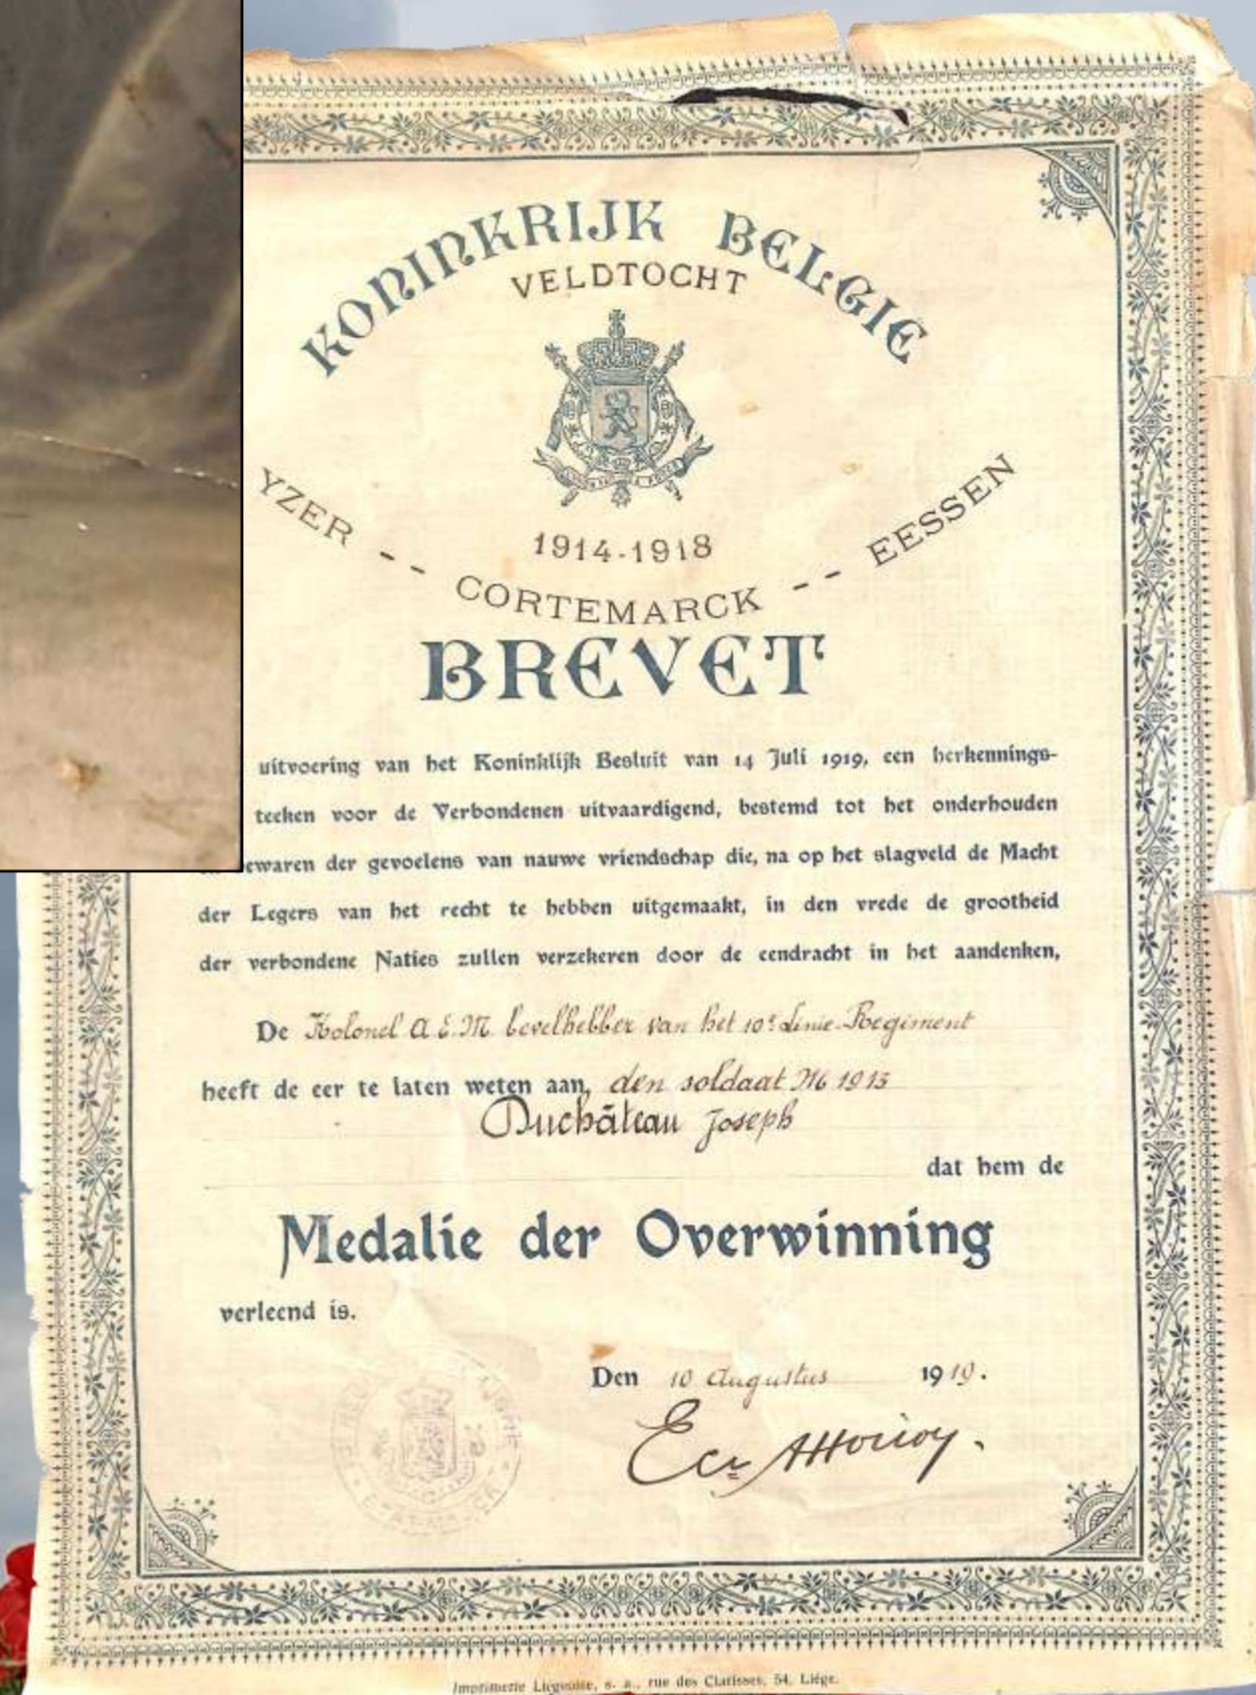 KONINKRIJK BELGIE
VELDTOCHT
1914-1918
YZER -- CORTEMARCK -- EESSEN
BREVET
uitvoering van het Koninklijk Besluit van 14 Juli 1919, een herkennings-
teeken voor de Verbondenen uitvaardigend, bestemd tot het onderhouden
ewaren der gevoelens van nauwe vriendschap die, na op het slagveld de Macht
der Legers van het recht te hebben uitgemaakt, in den vrede de grootheid
der verbondene Naties zullen verzekeren door de eendracht in het aandenken,
De Kolonel A. E. M. bevelhebber van het 10e Linie-Regiment
heeft de eer te laten weten aan, den soldaat M 1913
Duchâteau Joseph
dat hem de
Medalie der Overwinning
verleend is.
Den 10 Augustus 1919.
Imprimerie Liégeoise, s. a., rue des Clarisses, 54, Liége.